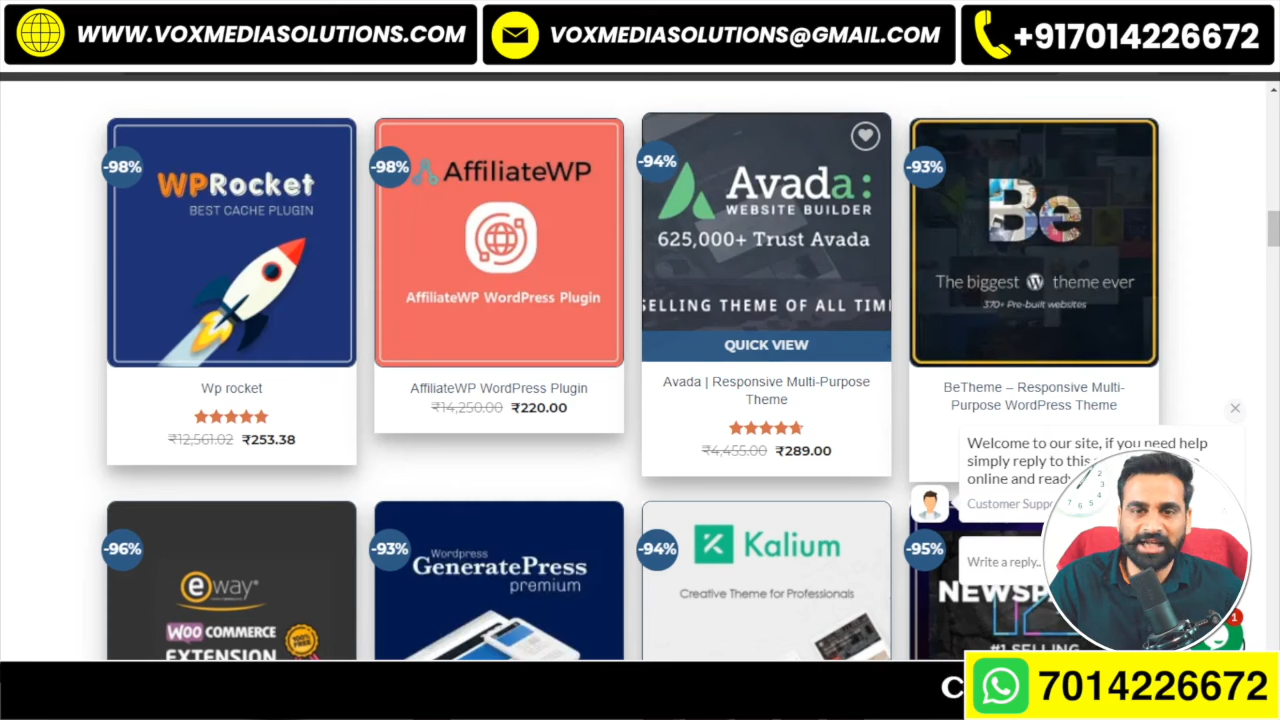 WWW.VOXMEDIASOLUTIONS.COM
VOXMEDIASOLUTIONS@GMAIL.COM
+917014226672
-98%
WPRocket
BEST CACHE PLUGIN
-98%
AffiliateWP
AffiliateWP WordPress Plugin
-94%
Avada:
WEBSITE BUILDER
625,000+ Trust Avada
SELLING THEME OF ALL TIM
QUICK VIEW
-93%
Be
The biggest W theme ever
370+ Pre-built websites
Wp rocket
₹12,561.02 ₹253.38
AffiliateWP WordPress Plugin
₹14,250.00 ₹220.00
Avada | Responsive Multi-Purpose
Theme
₹4,455.00 ₹289.00
BeTheme – Responsive Multi-
Purpose WordPress Theme
Welcome to our site, if you need help
simply reply to this
online and ready
Customer Supp
Write a reply..
-96%
eway
WOO COMMERCE
EXTENSION
100%
FREE
-93%
Wordpress
GeneratePress
premium
-94%
Kalium
Creative Theme for Professionals
-95%
NEWSP
12
#1 SELLING
1
C
7014226672